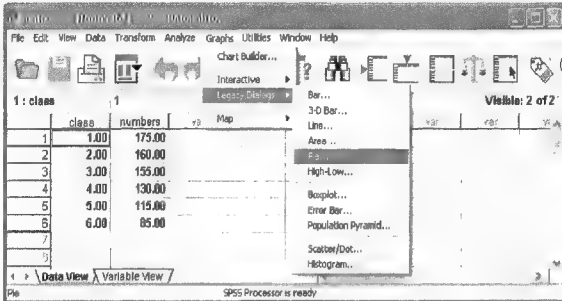 File Edit View Data Transform Analyze Graphs Utilities Window Help
Chart Builder...
Interactive
Legacy Dialogs
Map
Bar...
3-D Bar...
Line...
Area...
Pie...
High-Low...
Boxplot...
Error Bar...
Population Pyramid...
Scatter/Dot...
Histogram...
1 : class 1 Visible: 2 of 2
class numbers va var var
1 1.00 175.00
2 2.00 160.00
3 3.00 155.00
4 4.00 130.00
5 5.00 115.00
6 6.00 85.00
7
8
Data View Variable View
Pie SPSS Processor is ready